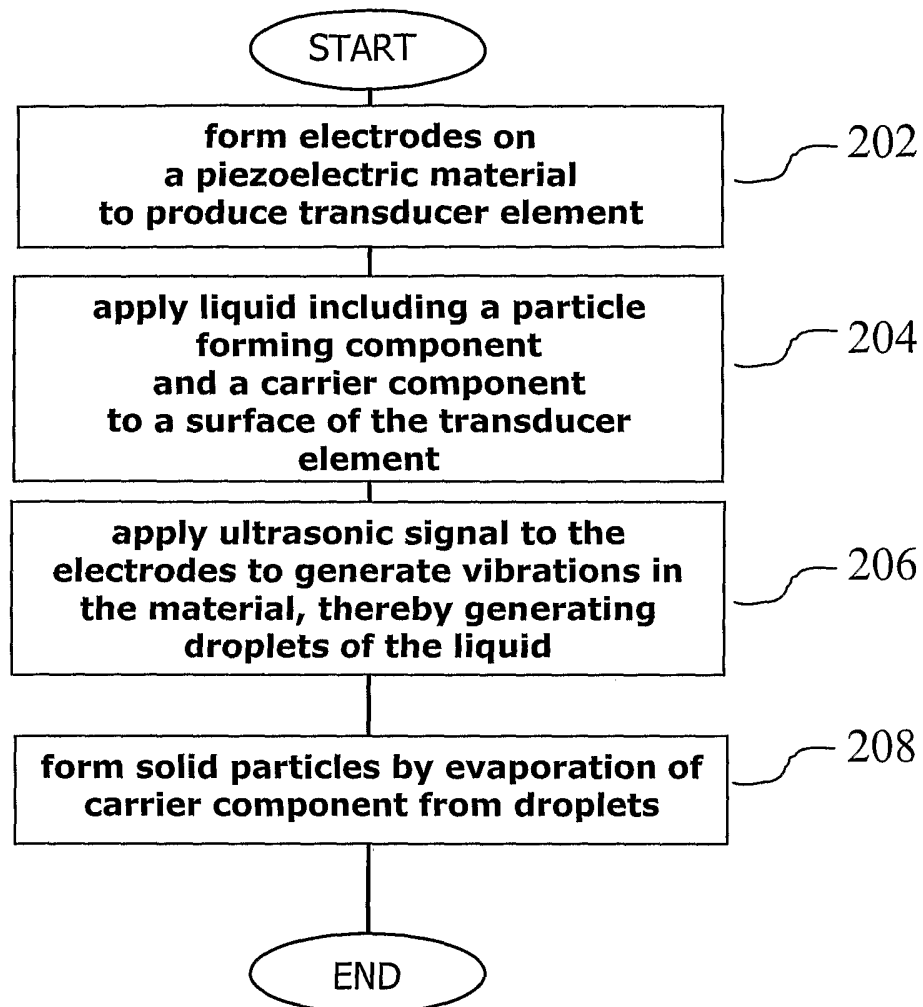 START
form electrodes on
a piezoelectric material
to produce transducer element
202
apply liquid including a particle
forming component
and a carrier component
to a surface of the transducer
element
204
apply ultrasonic signal to the
electrodes to generate vibrations in
the material, thereby generating
droplets of the liquid
206
form solid particles by evaporation of
carrier component from droplets
208
END